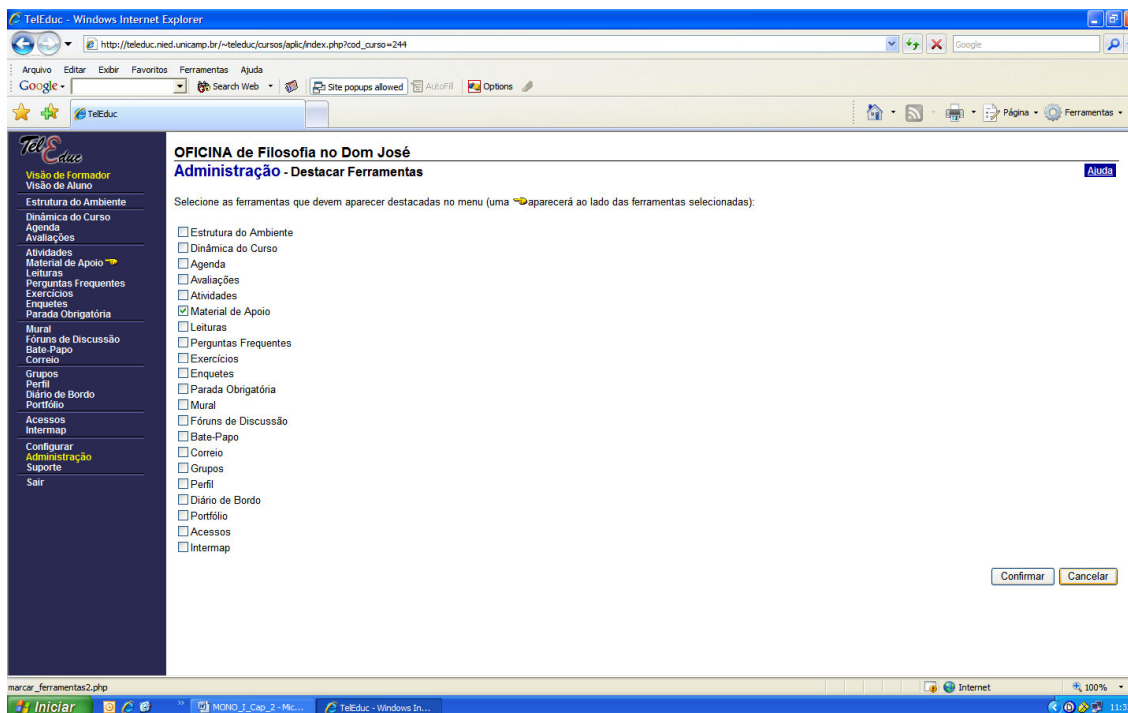 TelEduc - Windows Internet Explorer
http://teleduc.nied.unicamp.br/~teleduc/cursos/aplic/index.php?cod_curso=244
Google
Arquivo Editar Exibir Favoritos Ferramentas Ajuda
Google Search Web Site popups allowed AutoFill Options
TelEduc
Página Ferramentas
TelEduc
Visão de Formador
Visão de Aluno
Estrutura do Ambiente
Dinâmica do Curso
Agenda
Avaliações
Atividades
Material de Apoio
Leituras
Perguntas Frequentes
Exercícios
Enquetes
Parada Obrigatória
Mural
Fóruns de Discussão
Bate-Papo
Correio
Grupos
Perfil
Diário de Bordo
Portfólio
Acessos
Intermap
Configurar
Administração
Suporte
Sair
OFICINA de Filosofia no Dom José
Administração - Destacar Ferramentas
Ajuda
Selecione as ferramentas que devem aparecer destacadas no menu (uma aparecerá ao lado das ferramentas selecionadas):
Estrutura do Ambiente
Dinâmica do Curso
Agenda
Avaliações
Atividades
Material de Apoio
Leituras
Perguntas Frequentes
Exercícios
Enquetes
Parada Obrigatória
Mural
Fóruns de Discussão
Bate-Papo
Correio
Grupos
Perfil
Diário de Bordo
Portfólio
Acessos
Intermap
Confirmar Cancelar
marcar_ferramentas2.php
Internet 100%
Iniciar MONO_I_Cap_2 - Mic... TelEduc - Windows In...